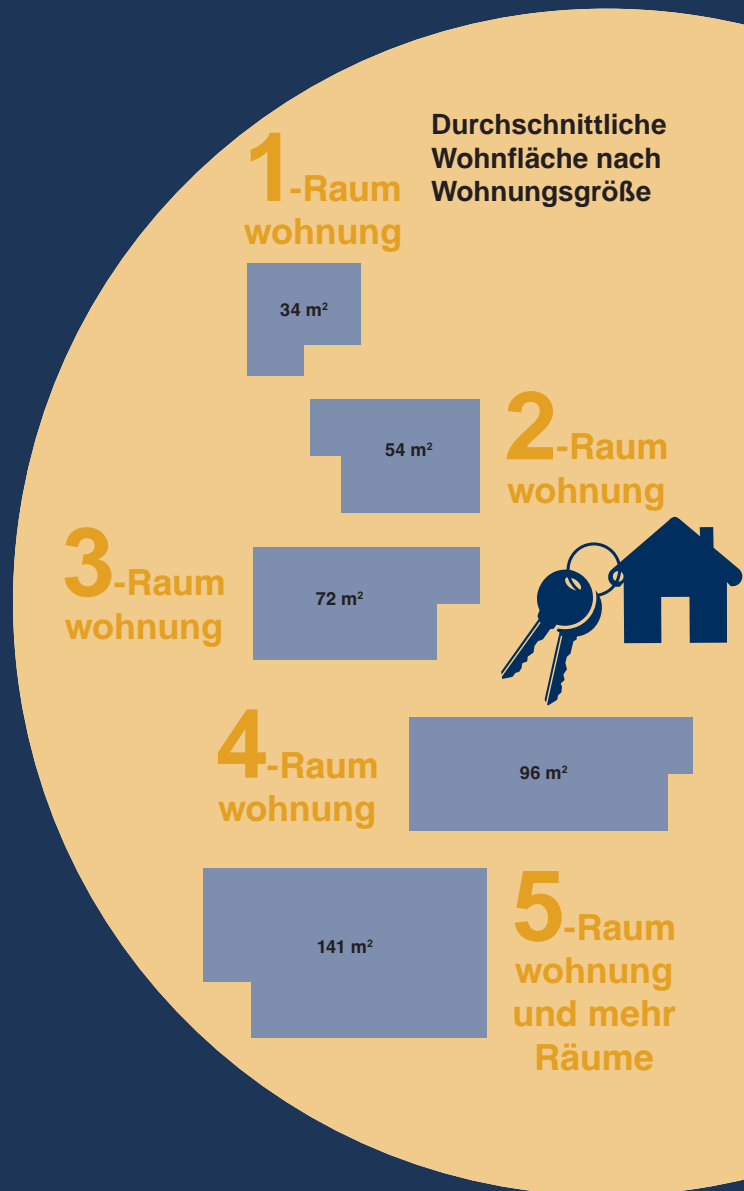 Durchschnittliche
Wohnfläche nach
Wohnungsgröße
1-Raum
wohnung
34 m²
54 m²
2-Raum
wohnung
3-Raum
wohnung
72 m²
4-Raum
wohnung
96 m²
141 m²
5-Raum
wohnung
und mehr
Räume